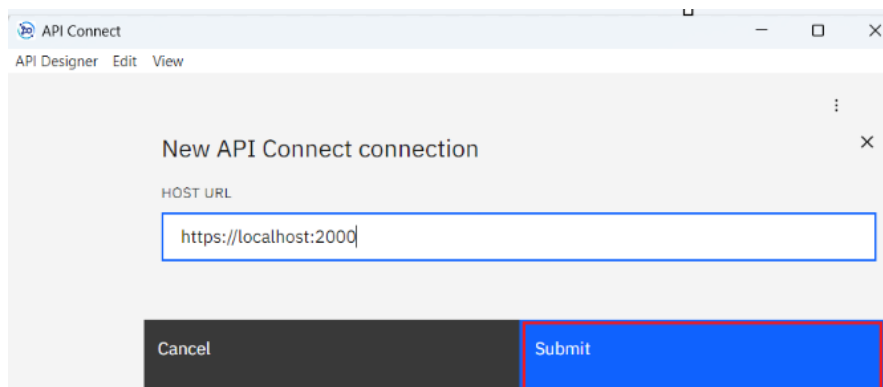 API Connect
API Designer Edit View
New API Connect connection
HOST URL
https://localhost:2000
Cancel Submit